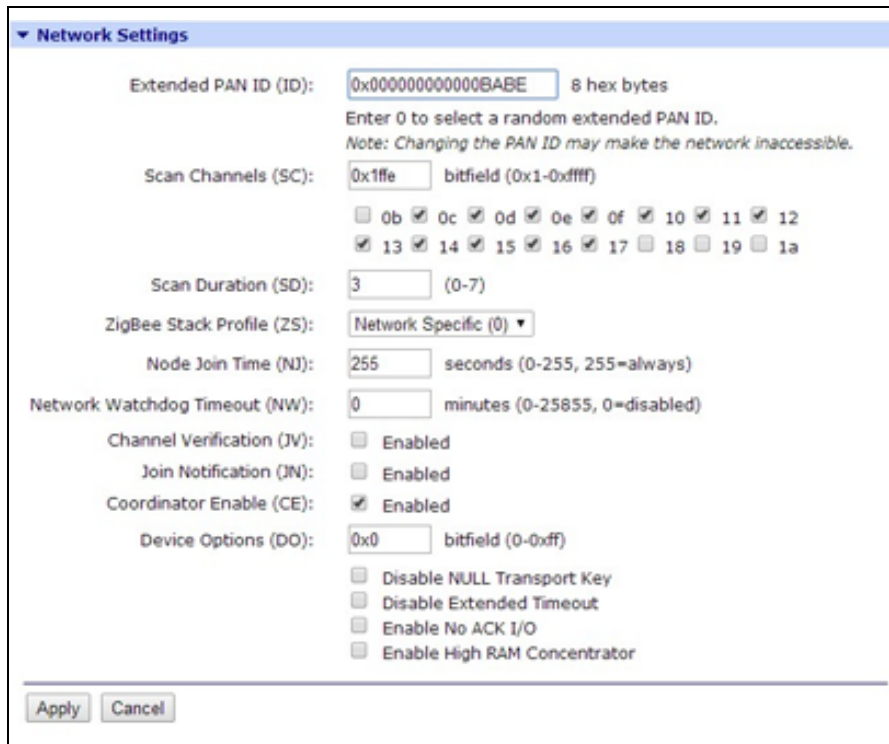 Network Settings
Extended PAN ID (ID): 0x000000000000BABE 8 hex bytes
Enter 0 to select a random extended PAN ID.
Note: Changing the PAN ID may make the network inaccessible.
Scan Channels (SC): 0x1ffe bitfield (0x1-0xffff)
0b 0c 0d 0e 0f 10 11 12
13 14 15 16 17 18 19 1a
Scan Duration (SD): 3 (0-7)
ZigBee Stack Profile (ZS): Network Specific (0)
Node Join Time (NJ): 255 seconds (0-255, 255=always)
Network Watchdog Timeout (NW): 0 minutes (0-25855, 0=disabled)
Channel Verification (JV): Enabled
Join Notification (JN): Enabled
Coordinator Enable (CE): Enabled
Device Options (DO): 0x0 bitfield (0-0xff)
Disable NULL Transport Key
Disable Extended Timeout
Enable No ACK I/O
Enable High RAM Concentrator
Apply Cancel